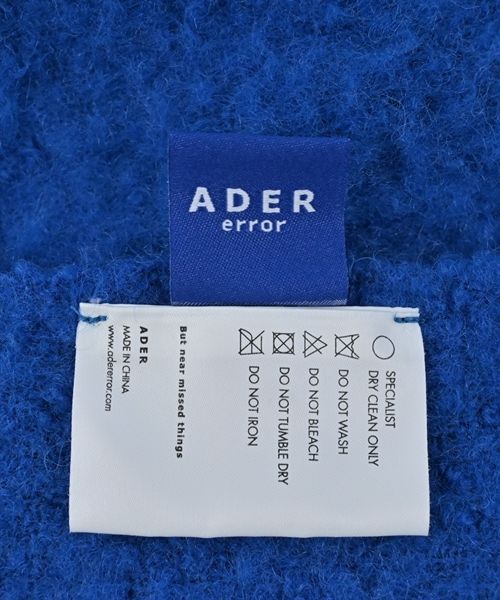 ADER
error
SPECIALIST
DRY CLEAN ONLY
DO NOT WASH
DO NOT BLEACH
DO NOT TUMBLE DRY
DO NOT IRON
But near missed things
ADER
MADE IN CHINA
www.adererror.com